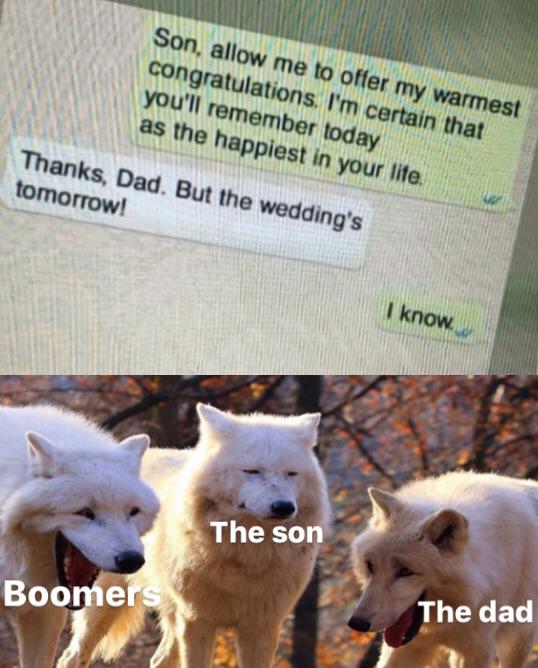 Son, allow me to offer my warmest
congratulations. I'm certain that
you'll remember today
as the happiest in your life.
Thanks, Dad. But the wedding's
tomorrow!
I know.
The son
Boomers
The dad